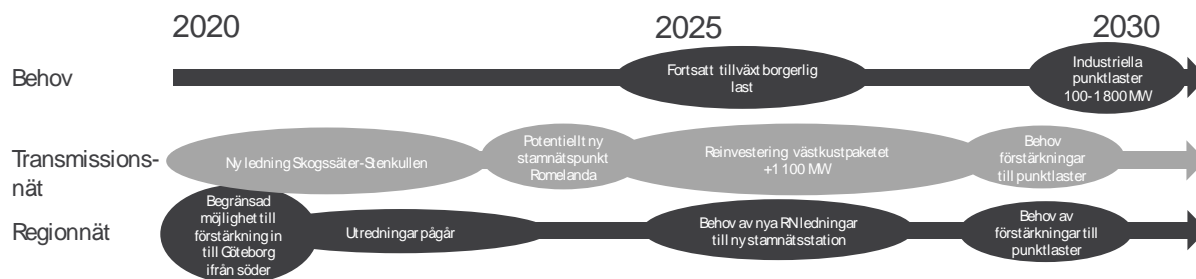 2020 2025 2030
Behov
Fortsatt tillväxt borgerlig
last
Industriella
punktlaster
100-1 800 MW
Transmissions-
nät
Ny ledning Skogssäter-Stenkullen
Potentiellt ny
stamnätspunkt
Romelanda
Reinvestering västkustpaketet
+1 100 MW
Behov
förstärkningar
till punktlaster
Regionnät
Begränsad
möjlighet till
förstärkning in
till Göteborg
ifrån söder
Utredningar pågår
Behov av nya RN ledningar
till ny stamnätsstation
Behov av
förstärkningar till
punktlaster